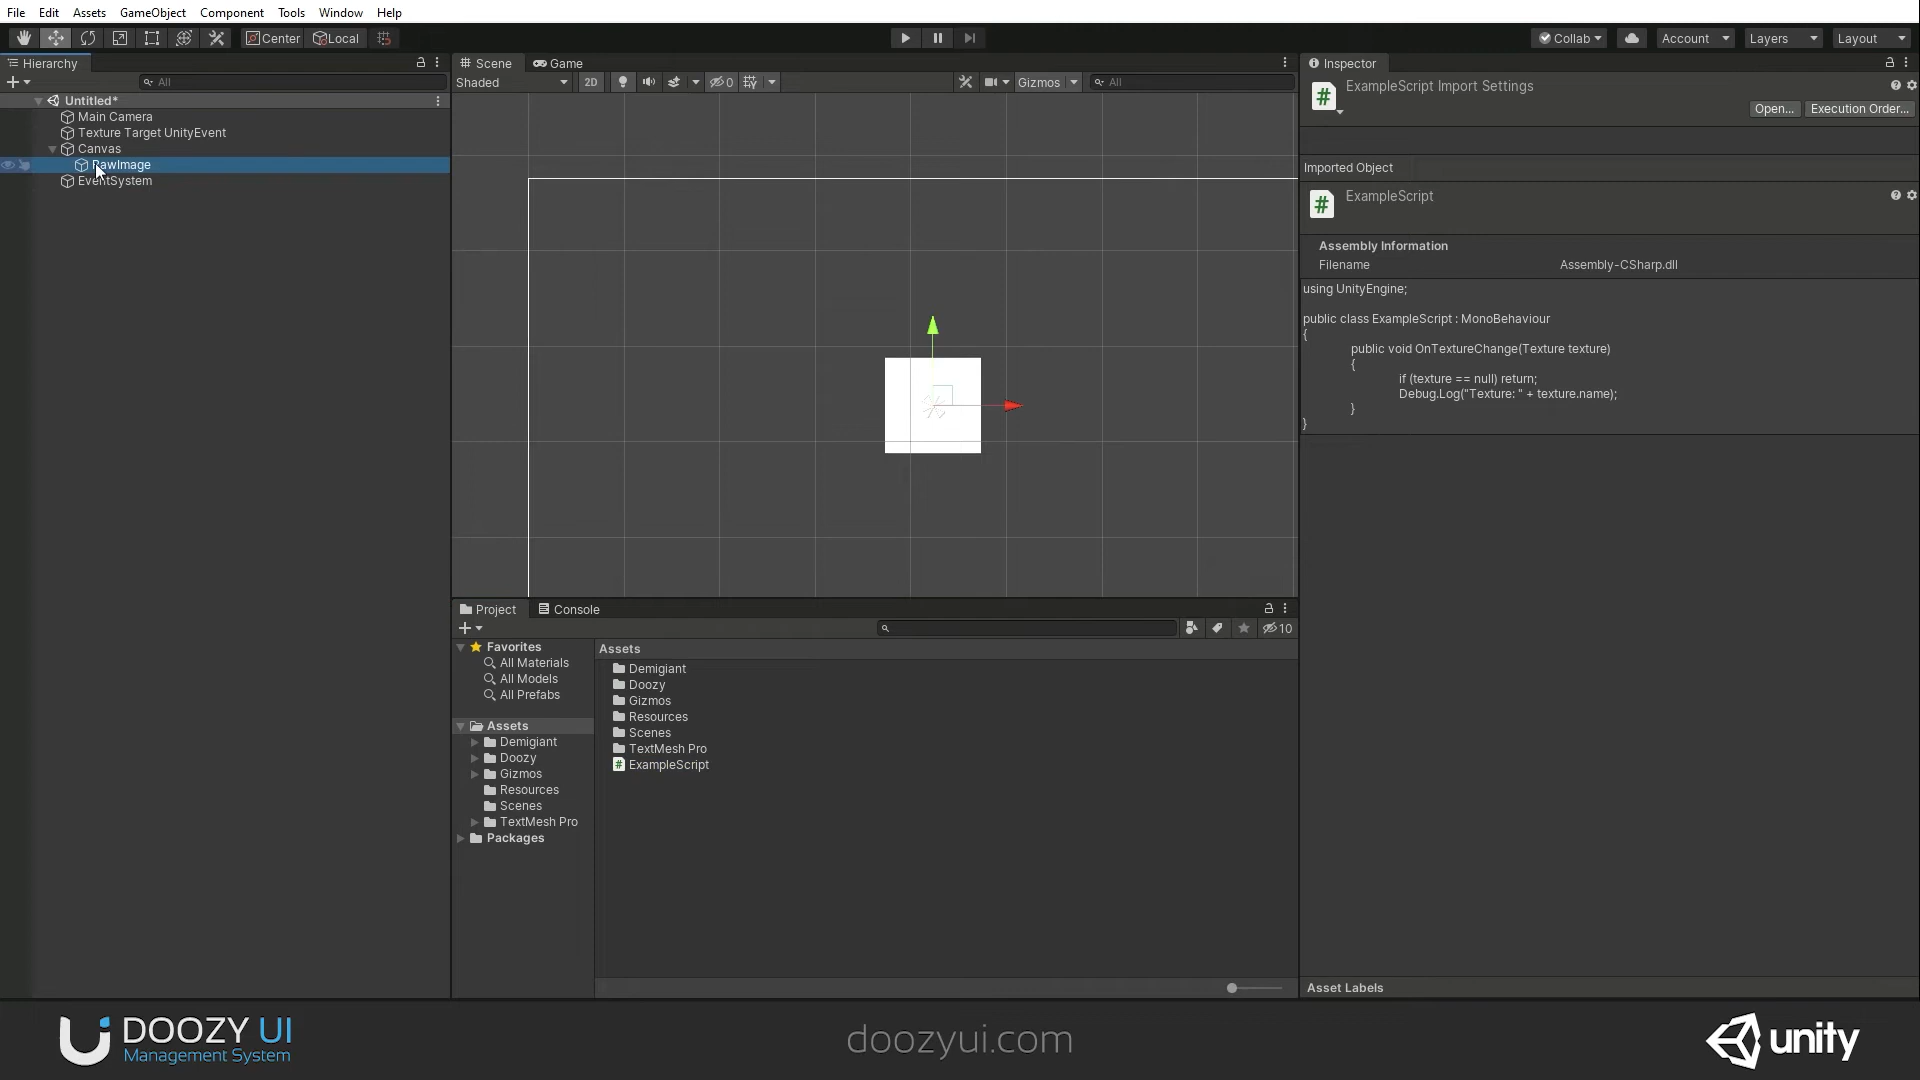 File Edit Assets GameObject Component Tools Window Help
Center Local Collab Account Layers Layout
Hierarchy
All
Untitled*
Main Camera
Texture Target UnityEvent
Canvas
RawImage
EventSystem
Scene Game
Shaded 2D 0 Gizmos All
Project Console
10
Favorites
All Materials
All Models
All Prefabs
Assets
Demigiant
Doozy
Gizmos
Resources
Scenes
TextMesh Pro
Packages
Assets
Demigiant
Doozy
Gizmos
Resources
Scenes
TextMesh Pro
ExampleScript
Inspector
ExampleScript Import Settings
Open... Execution Order...
Imported Object
ExampleScript
Assembly Information
Filename Assembly-CSharp.dll
using UnityEngine;
public class ExampleScript : MonoBehaviour
{
public void OnTextureChange(Texture texture)
{
if (texture == null) return;
Debug.Log("Texture: " + texture.name);
}
}
Asset Labels
DOOZY UI
Management System
doozyui.com
unity